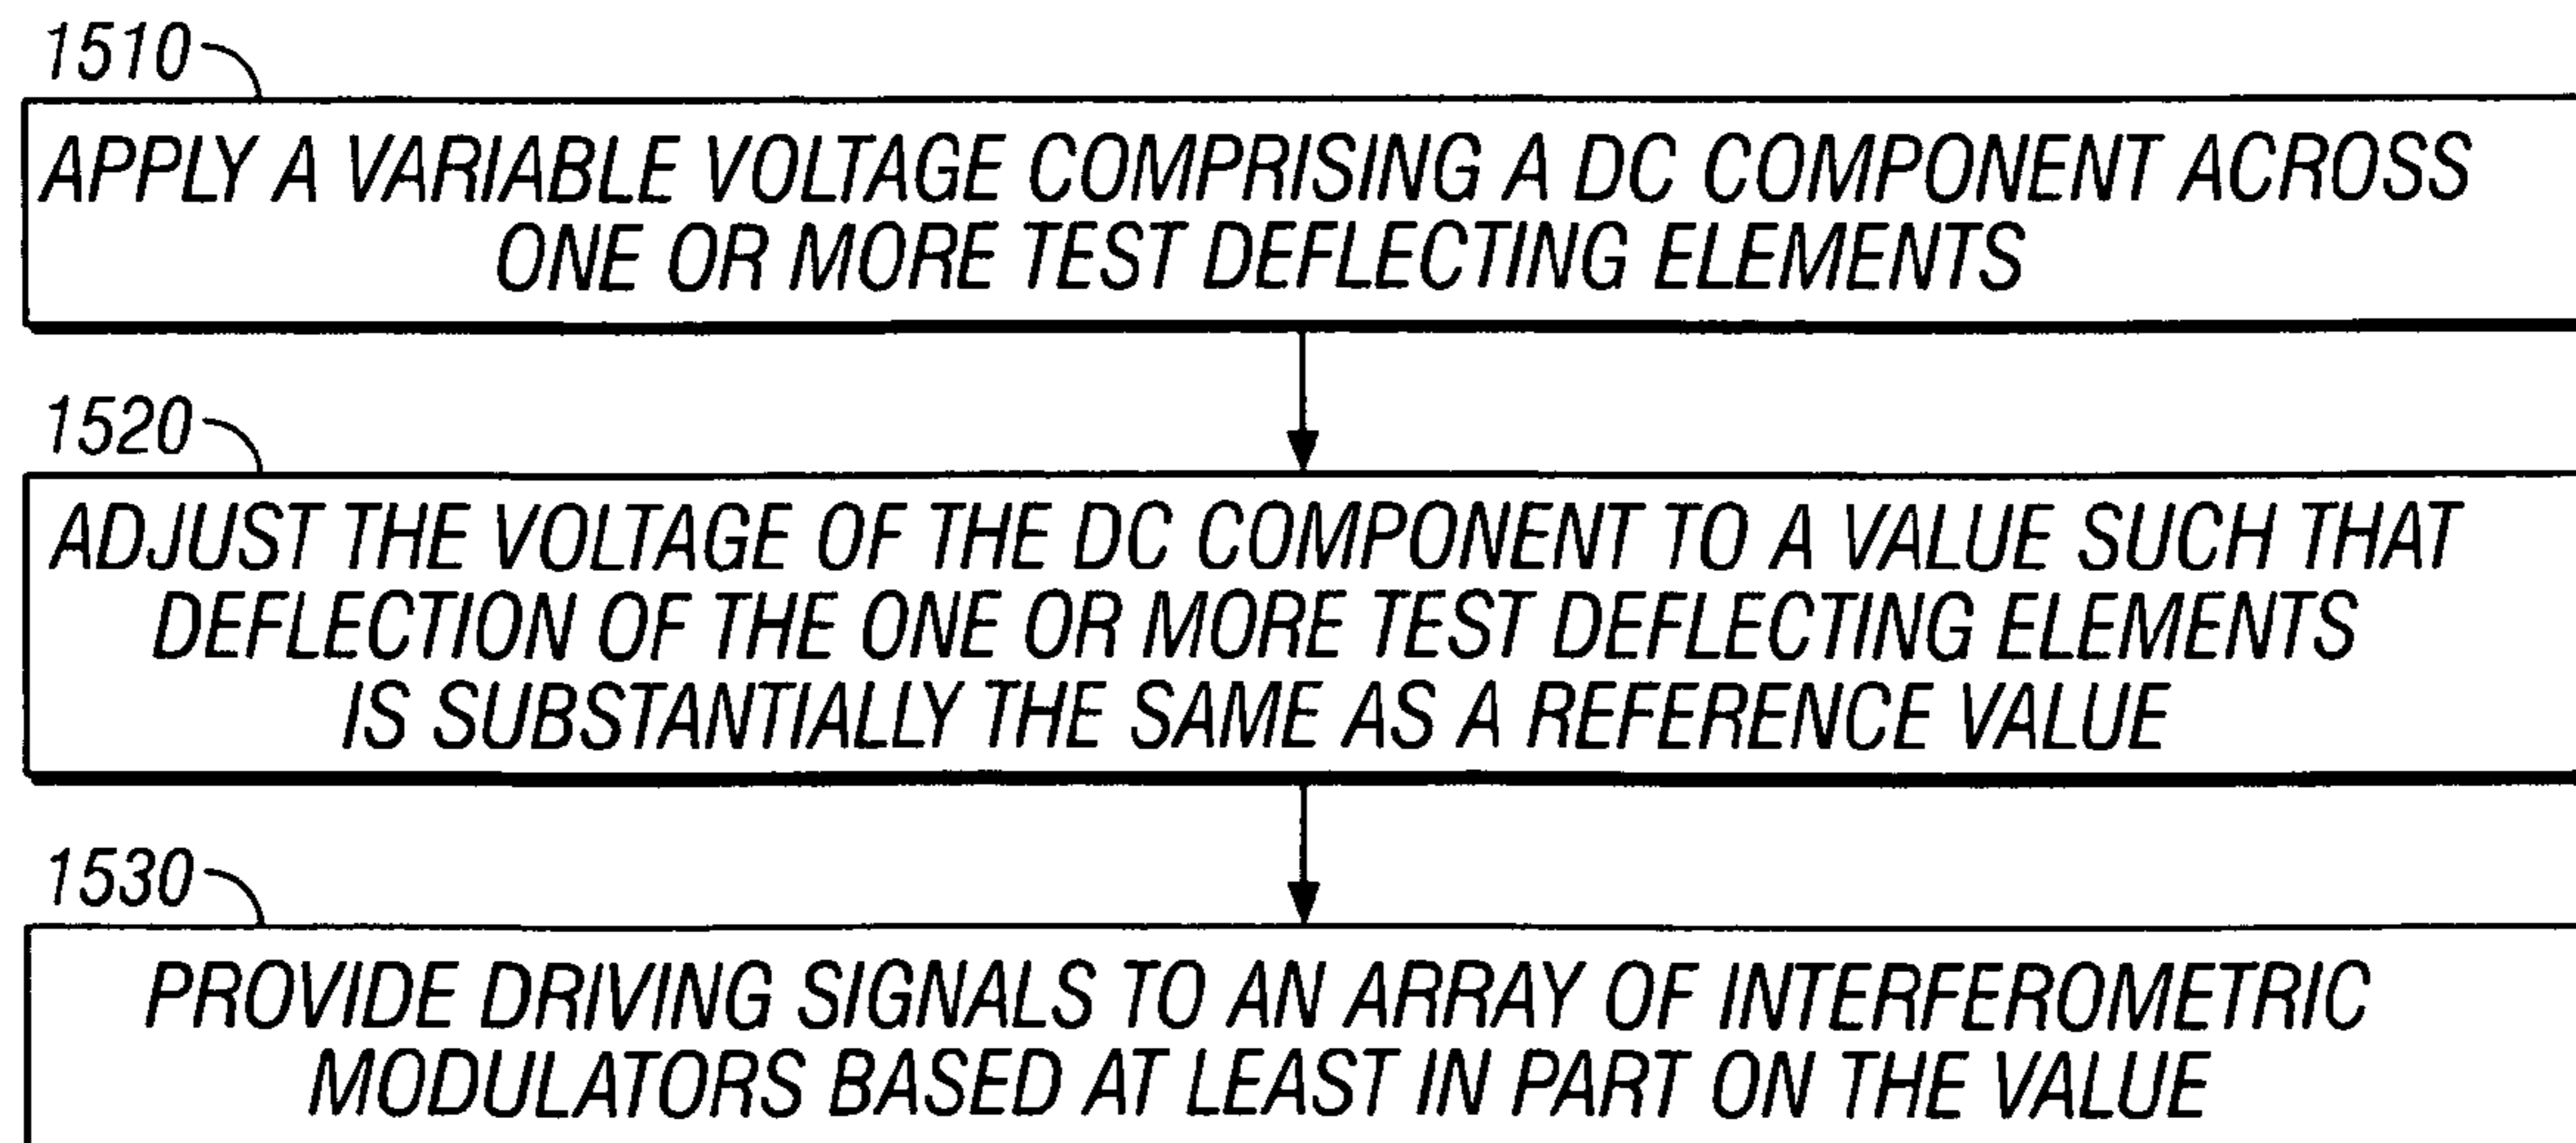 1510
APPLY A VARIABLE VOLTAGE COMPRISING A DC COMPONENT ACROSS
ONE OR MORE TEST DEFLECTING ELEMENTS
1520
ADJUST THE VOLTAGE OF THE DC COMPONENT TO A VALUE SUCH THAT
DEFLECTION OF THE ONE OR MORE TEST DEFLECTING ELEMENTS
IS SUBSTANTIALLY THE SAME AS A REFERENCE VALUE
1530
PROVIDE DRIVING SIGNALS TO AN ARRAY OF INTERFEROMETRIC
MODULATORS BASED AT LEAST IN PART ON THE VALUE